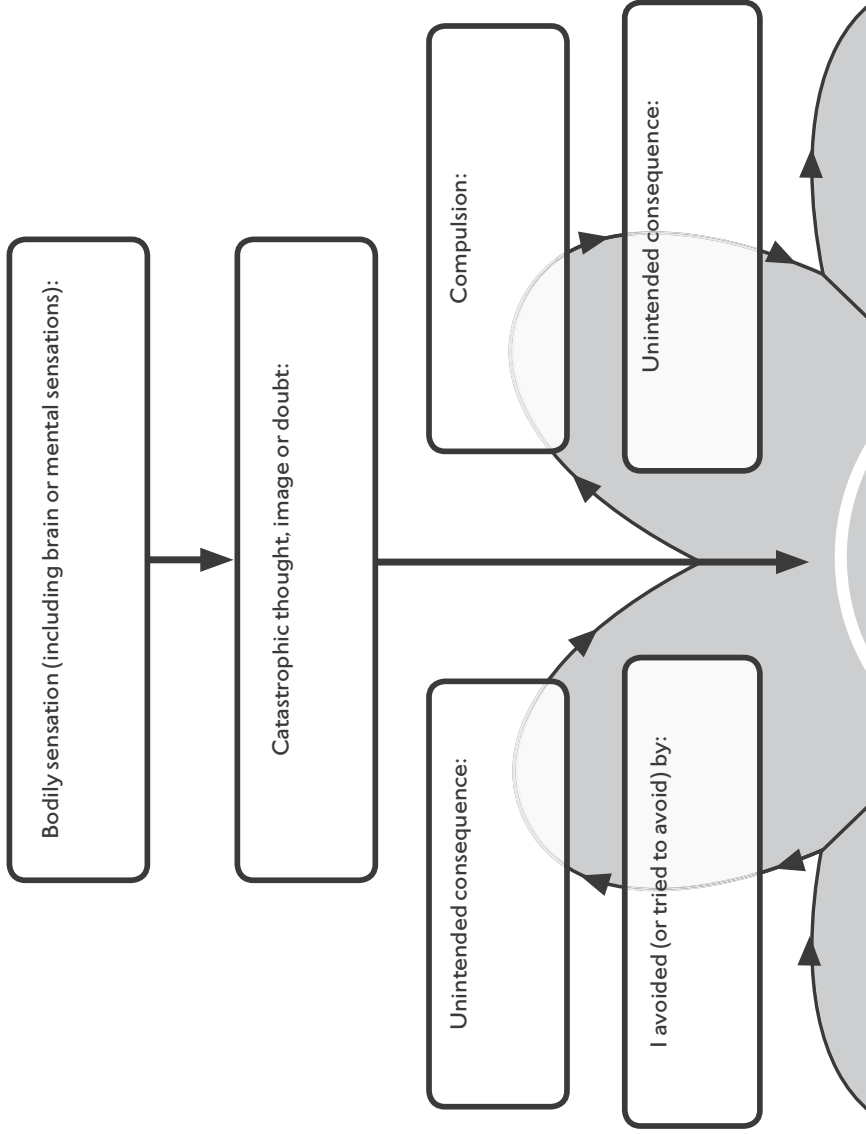 Bodily sensation (including brain or mental sensations):
Catastrophic thought, image or doubt:
Unintended consequence:
I avoided (or tried to avoid) by:
Compulsion:
Unintended consequence: